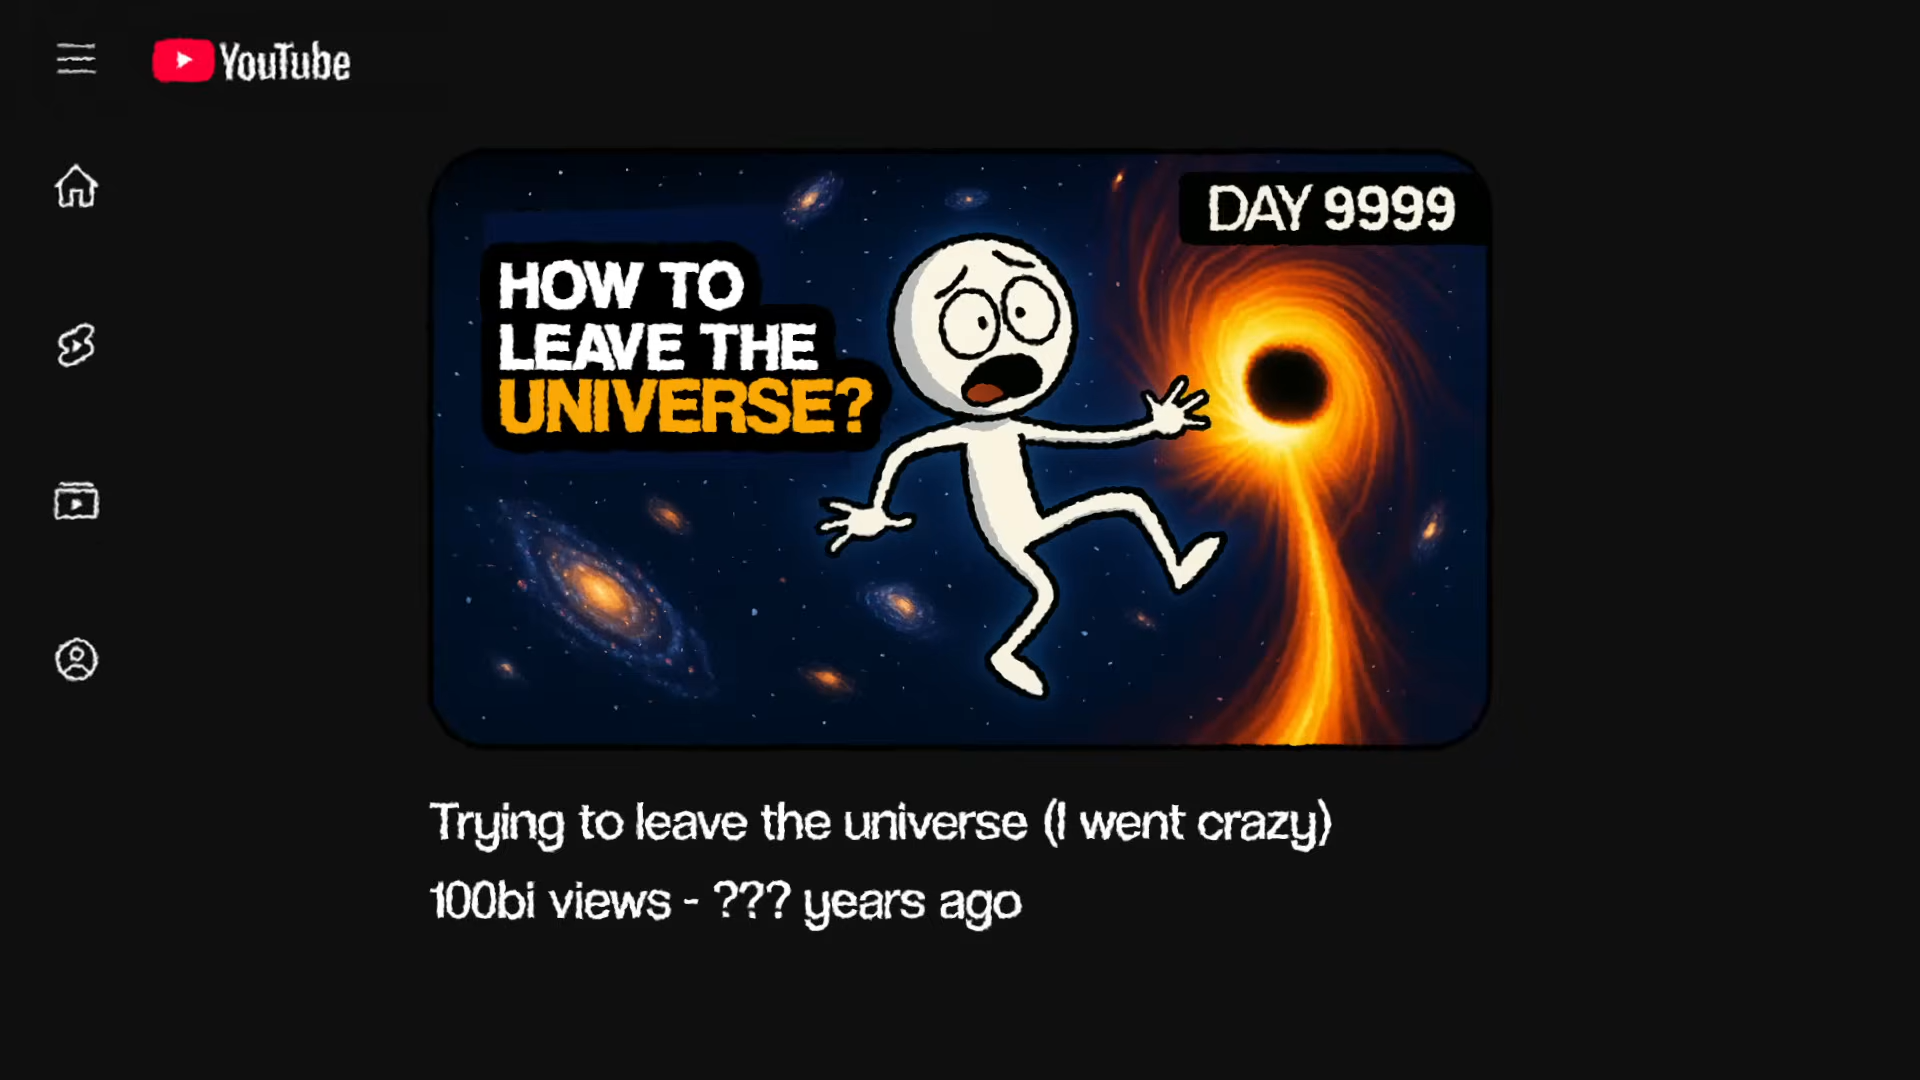 YouTube
DAY 9999
HOW TO
LEAVE THE
UNIVERSE?
Trying to leave the universe (I went crazy)
100bi views - ??? years ago